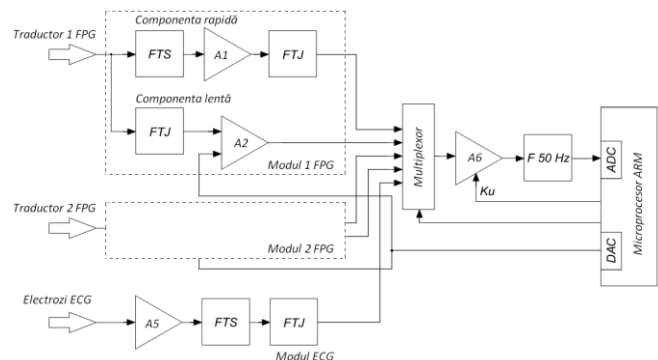 Componenta rapidă
Traductor 1 FPG
FTS
A1
FTJ
Componenta lentă
FTJ
A2
Modul 1 FPG
Multiplexor
A6
Ku
F 50 Hz
ADC
DAC
Microprocesor ARM
Traductor 2 FPG
Modul 2 FPG
Electrozi ECG
A5
FTS
FTJ
Modul ECG